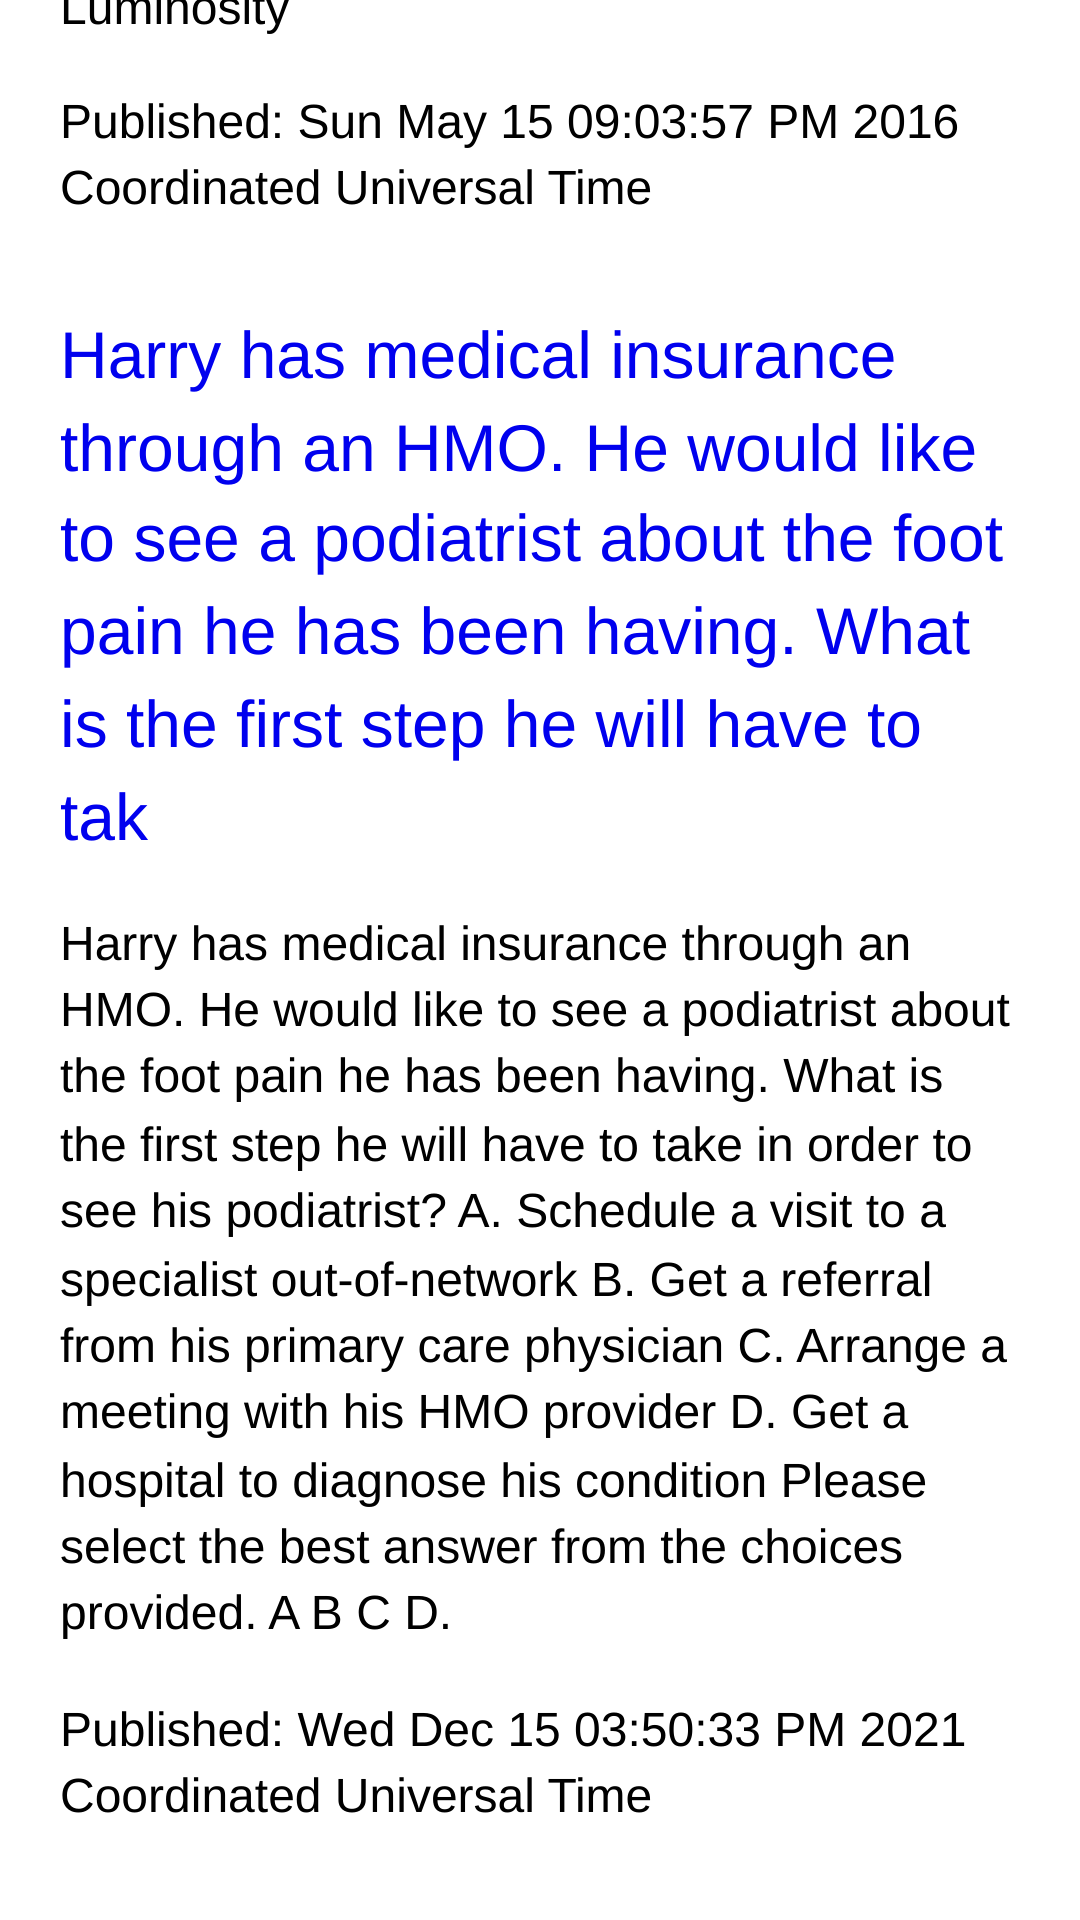 Luminosity
Published: Sun May 15 09:03:57 PM 2016
Coordinated Universal Time
Harry has medical insurance
through an HMO. He would like
to see a podiatrist about the foot
pain he has been having. What
is the first step he will have to
tak
Harry has medical insurance through an
HMO. He would like to see a podiatrist about
the foot pain he has been having. What is
the first step he will have to take in order to
see his podiatrist? A. Schedule a visit to a
specialist out-of-network B. Get a referral
from his primary care physician C. Arrange a
meeting with his HMO provider D. Get a
hospital to diagnose his condition Please
select the best answer from the choices
provided. A B C D.
Published: Wed Dec 15 03:50:33 PM 2021
Coordinated Universal Time